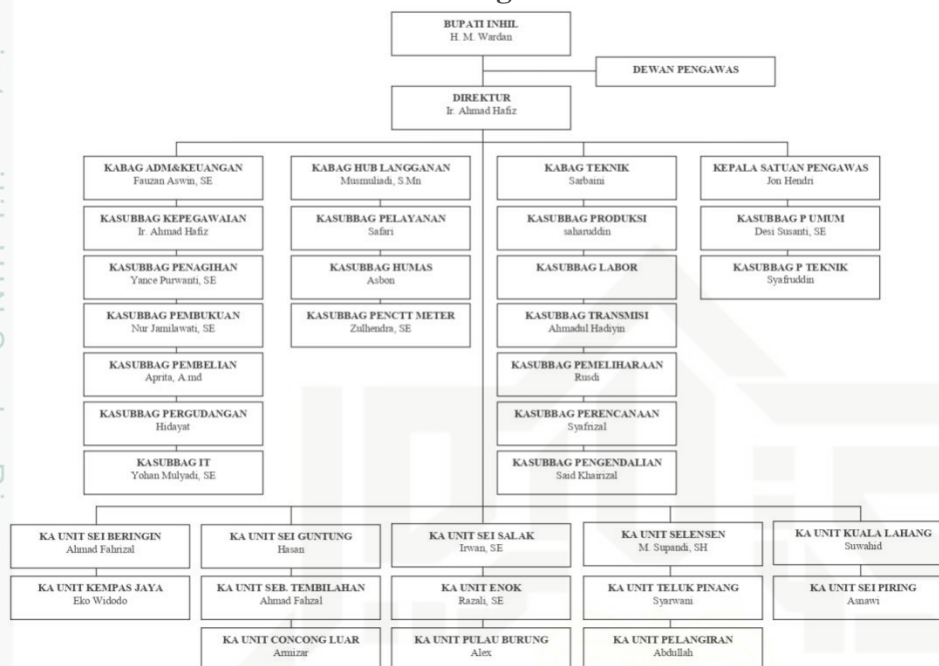 BUPATI INHIL
H. M. Wardan
DEWAN PENGAWAS
DIREKTUR
Ir. Ahmad Hafiz
KABAG ADM&KEUANGAN
Fauzan Aswin, SE
KASUBBAG KEPEGAWAIAN
Ir. Ahmad Hafiz
KASUBBAG PENAGIHAN
Yance Purwanti, SE
KASUBBAG PEMBUKUAN
Nur Jamilawati, SE
KASUBBAG PEMBELIAN
Aprita, A.md
KASUBBAG PERGUDANGAN
Hidayat
KASUBBAG IT
Yohan Mulyadi, SE
KABAG HUB LANGGANAN
Musmuliadi, S.Mn
KASUBBAG PELAYANAN
Safari
KASUBBAG HUMAS
Asbon
KASUBBAG PENCTT METER
Zulhendra, SE
KABAG TEKNIK
Sarbaini
KASUBBAG PRODUKSI
saharuddin
KASUBBAG LABOR
KASUBBAG TRANSMISI
Ahmadul Hadiyin
KASUBBAG PEMELIHARAAN
Rusdi
KASUBBAG PERENCANAAN
Syafrizal
KASUBBAG PENGENDALIAN
Said Khairizal
KEPALA SATUAN PENGAWAS
Jon Hendri
KASUBBAG P UMUM
Desi Susanti, SE
KASUBBAG P TEKNIK
Syafruddin
KA UNIT SEI BERINGIN
Ahmad Fahrizal
KA UNIT SEI GUNTUNG
Hasan
KA UNIT SEI SALAK
Irwan, SE
KA UNIT SELENSEN
M. Supandi, SH
KA UNIT KUALA LAHANG
Suwahid
KA UNIT KEMPAS JAYA
Eko Widodo
KA UNIT SEB. TEMBILAHAN
Ahmad Fahzal
KA UNIT ENOK
Razali, SE
KA UNIT TELUK PINANG
Syarwani
KA UNIT SEI PIRING
Asnawi
KA UNIT CONCONG LUAR
Armizar
KA UNIT PULAU BURUNG
Alex
KA UNIT PELANGIRAN
Abdullah